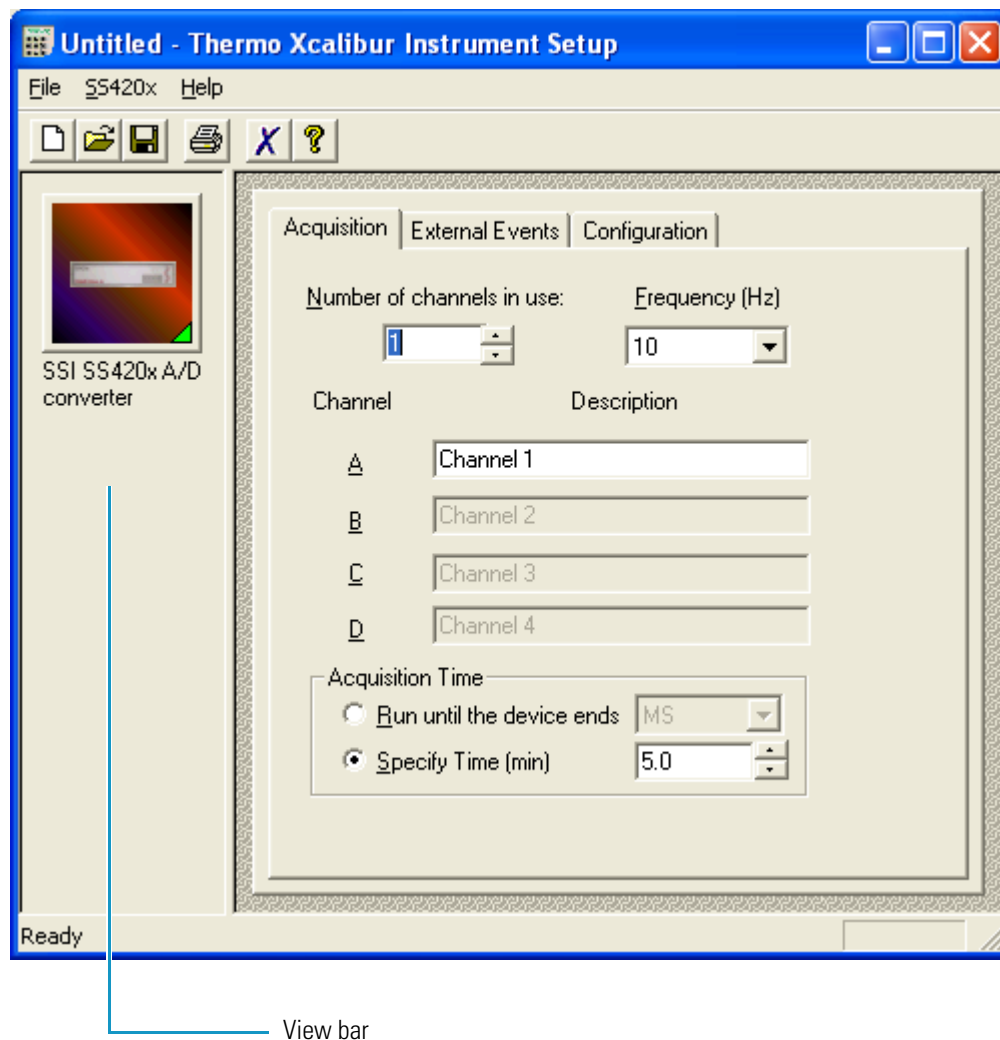 Untitled - Thermo Xcalibur Instrument Setup
File SS420x Help
Acquisition External Events Configuration
Number of channels in use: Frequency (Hz)
1 10
SSI SS420x A/D
converter
Channel Description
A Channel 1
B Channel 2
C Channel 3
D Channel 4
Acquisition Time
Run until the device ends MS
Specify Time (min) 5.0
Ready
View bar